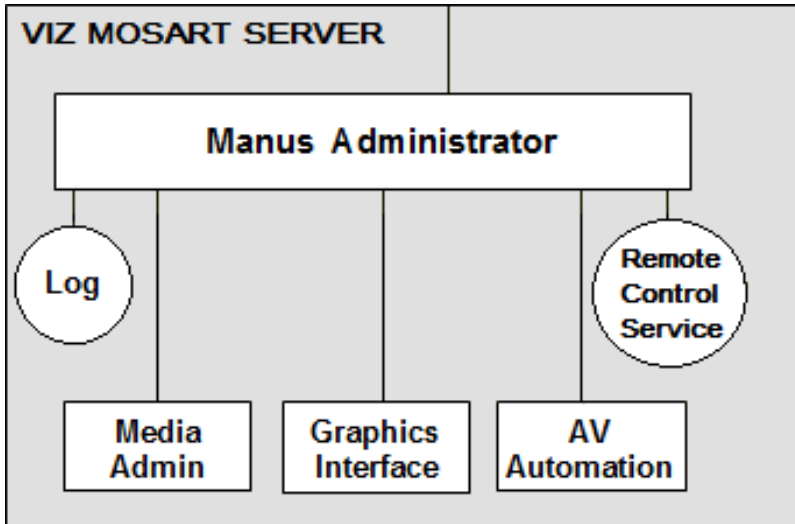 VIZ MOSART SERVER
Manus Administrator
Log
Remote
Control
Service
Media
Admin
Graphics
Interface
AV
Automation